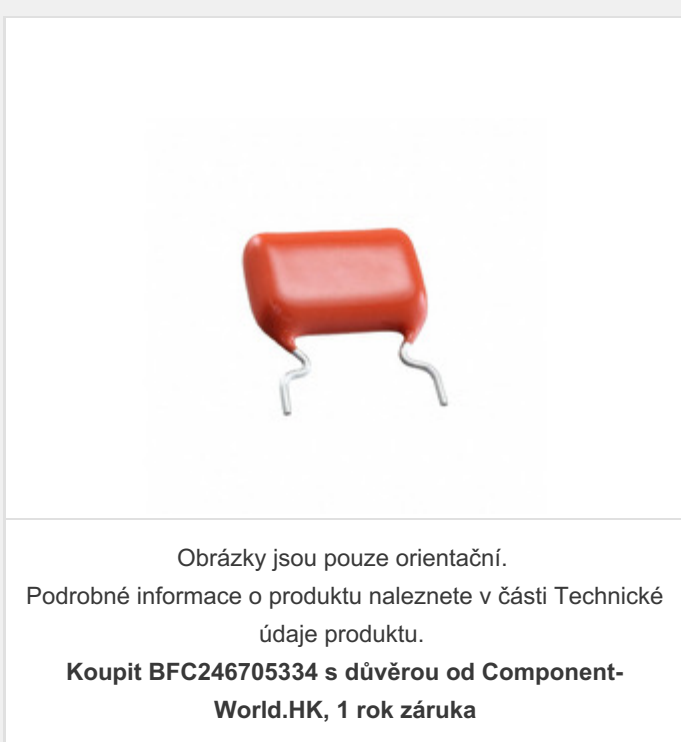 Obrázky jsou pouze orientační.
Podrobné informace o produktu naleznete v části Technické
údaje produktu.
Koupit BFC246705334 s důvěrou od Component-
World.HK, 1 rok záruka